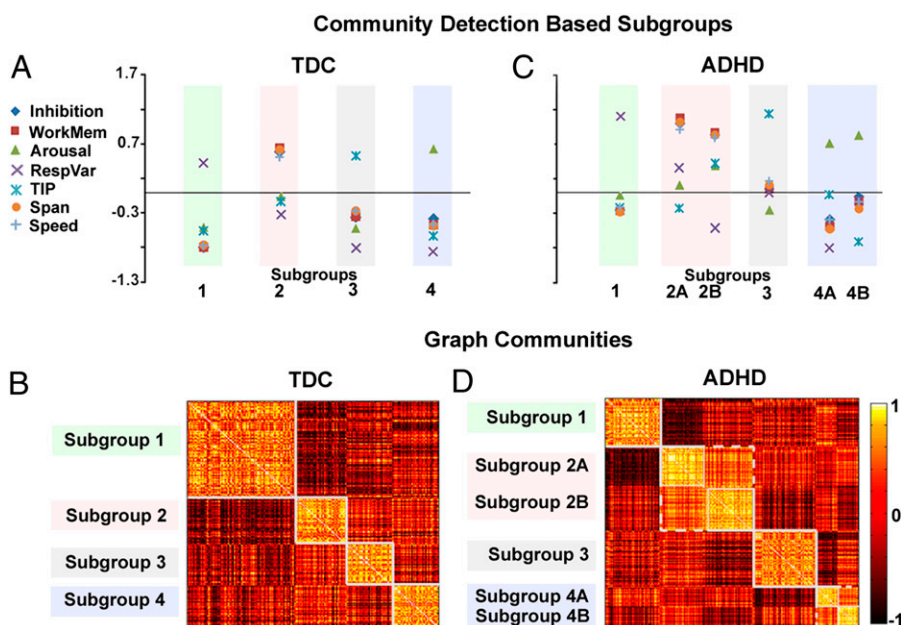 Community Detection Based Subgroups
A
TDC
C
ADHD
1.7
0.7
-0.3
-1.3
Inhibition
WorkMem
Arousal
RespVar
TIP
Span
Speed
Subgroups
1 2 3 4
Subgroups
1 2A 2B 3 4A 4B
Graph Communities
B
TDC
D
ADHD
Subgroup 1
Subgroup 2
Subgroup 3
Subgroup 4
Subgroup 1
Subgroup 2A
Subgroup 2B
Subgroup 3
Subgroup 4A
Subgroup 4B
1
0
-1